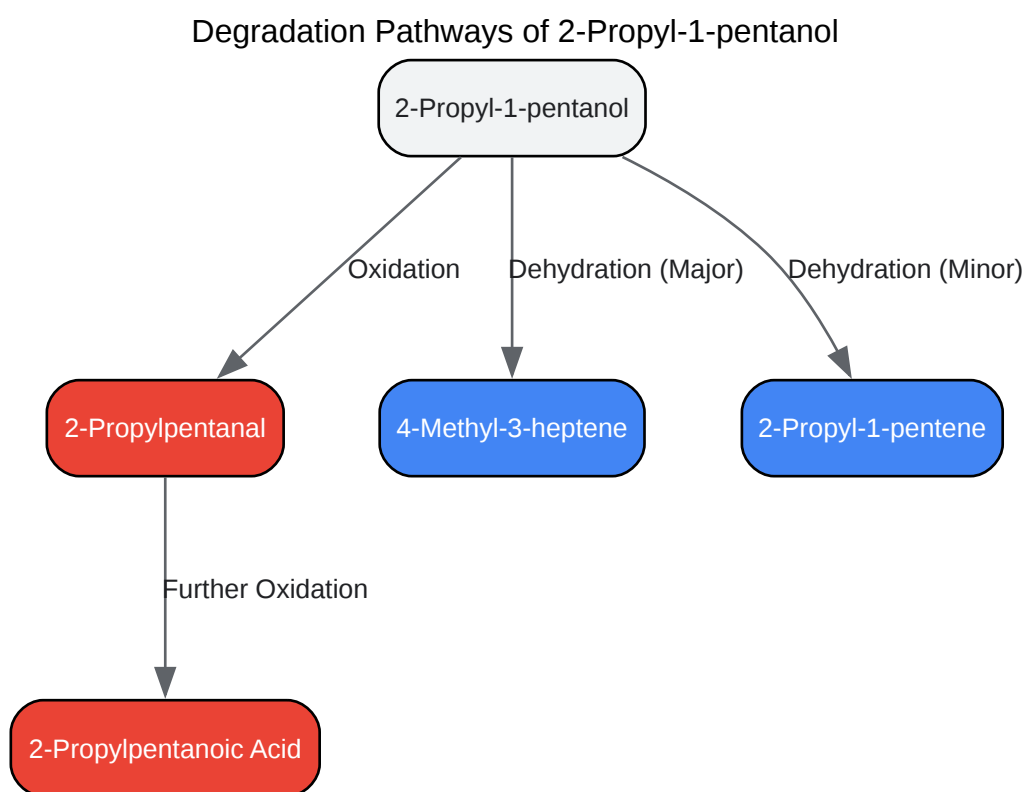 Degradation Pathways of 2-Propyl-1-pentanol
2-Propyl-1-pentanol
Oxidation
Dehydration (Major)
Dehydration (Minor)
2-Propylpentanal
4-Methyl-3-heptene
2-Propyl-1-pentene
Further Oxidation
2-Propylpentanoic Acid